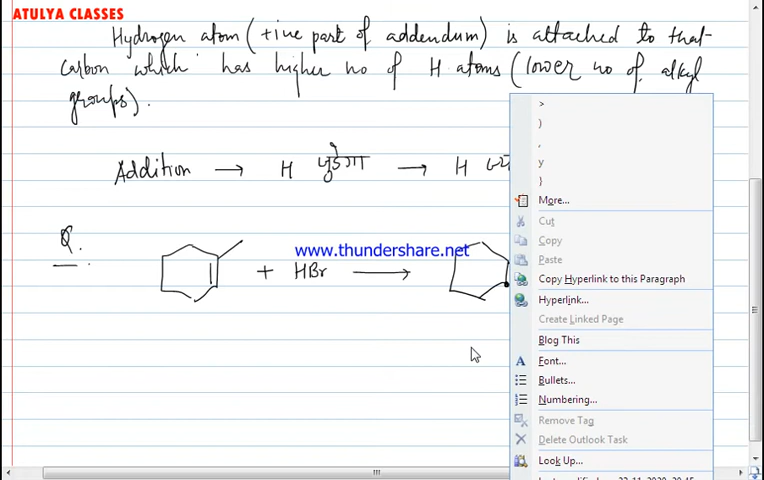 ATULYA CLASSES
Hydrogen atom (+ive part of addendum) is attached to that
carbon which has higher no of H atoms (lower no of alkyl
groups).
Addition → H जुड़ेगा → H
Q.
+ HBr →
www.thundershare.net
>
)
,
y
}
More...
Cut
Copy
Paste
Copy Hyperlink to this Paragraph
Hyperlink...
Create Linked Page
Blog This
Font...
Bullets...
Numbering...
Remove Tag
Delete Outlook Task
Look Up...